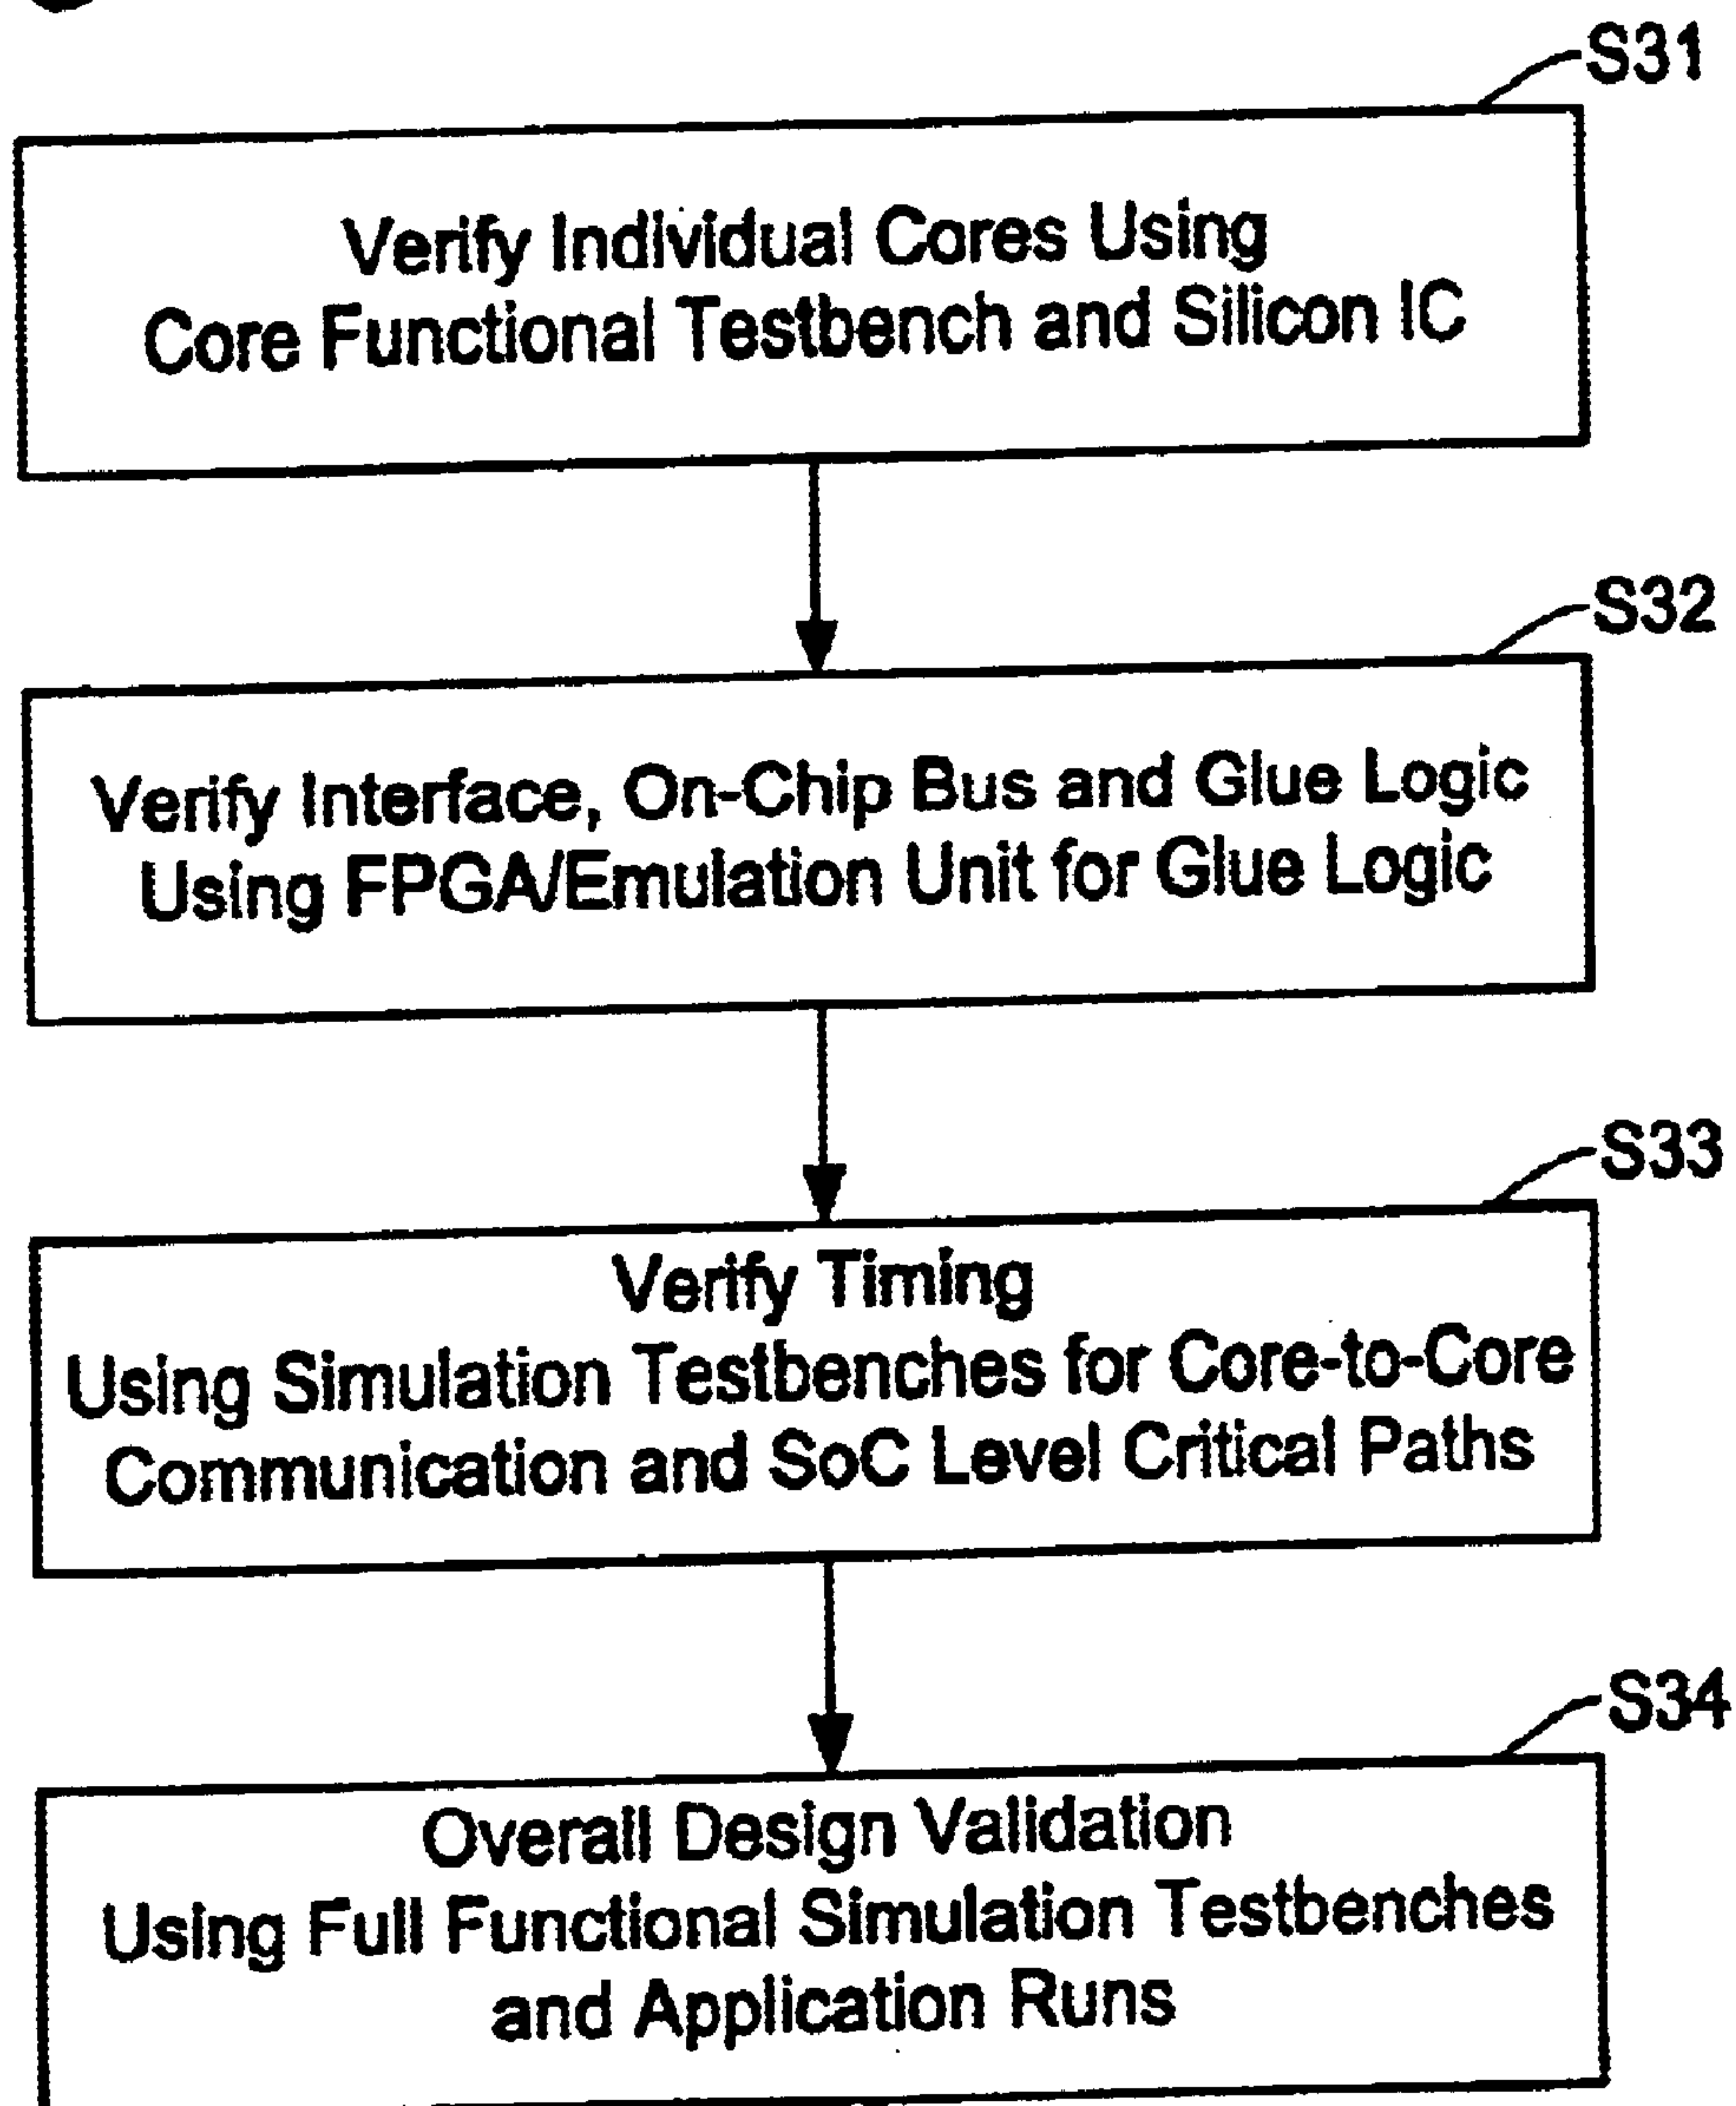 S31
Verify Individual Cores Using
Core Functional Testbench and Silicon IC
S32
Verify Interface, On-Chip Bus and Glue Logic
Using FPGA/Emulation Unit for Glue Logic
S33
Verify Timing
Using Simulation Testbenches for Core-to-Core
Communication and SoC Level Critical Paths
S34
Overall Design Validation
Using Full Functional Simulation Testbenches
and Application Runs